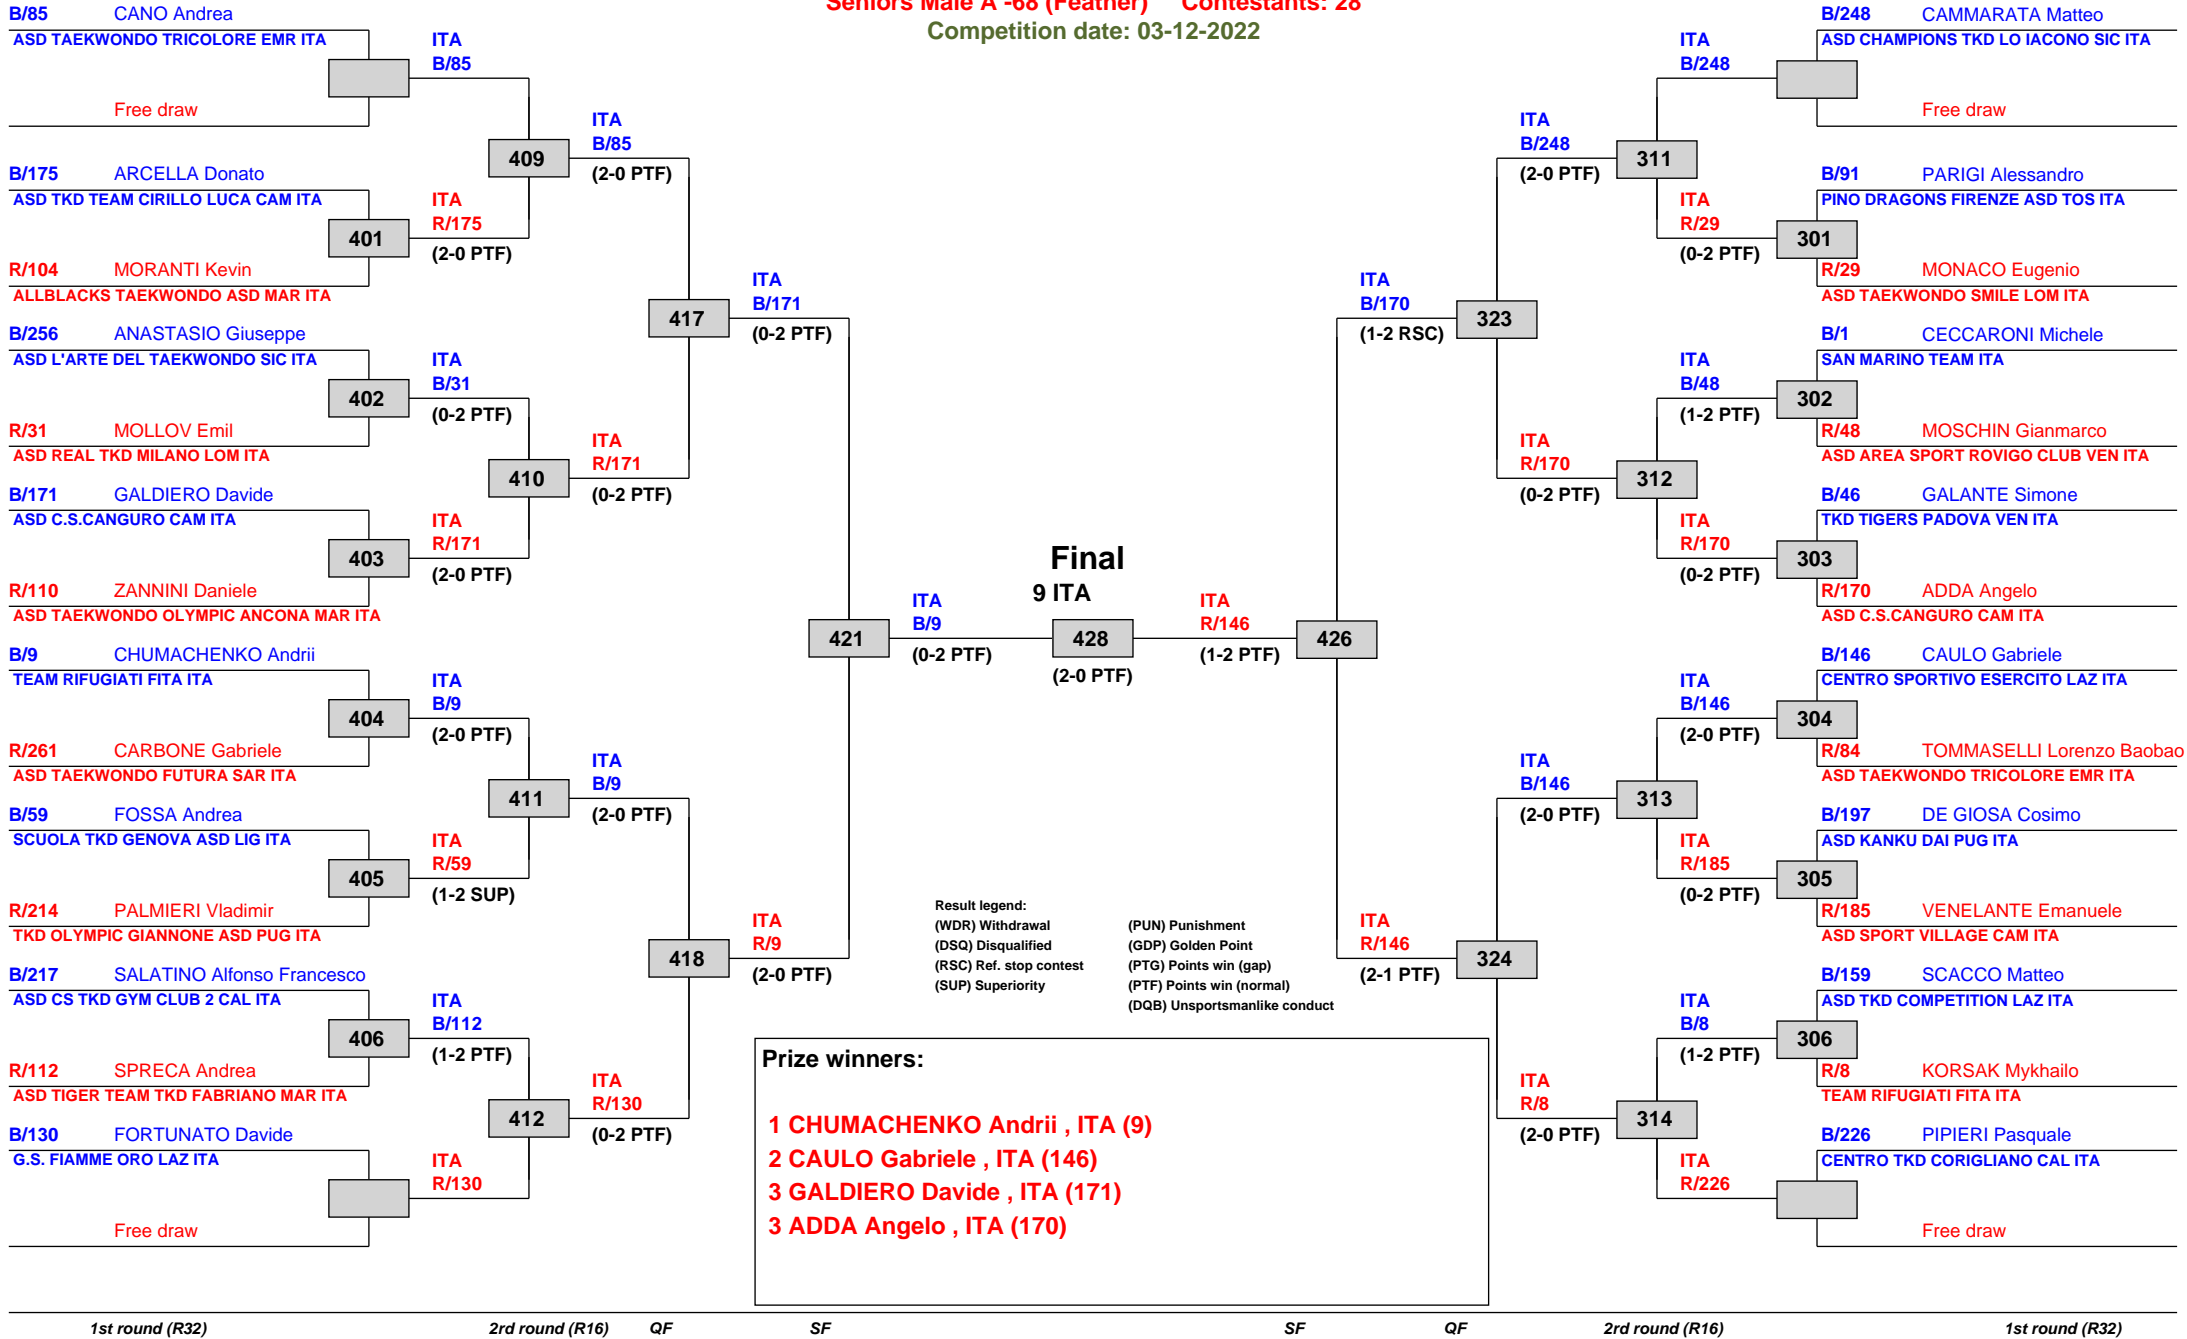 Seniors Male A -68 (Feather) Contestants: 28
Competition date: 03-12-2022
B/85 CANO Andrea
ASD TAEKWONDO TRICOLORE EMR ITA
Free draw
B/175 ARCELLA Donato
ASD TKD TEAM CIRILLO LUCA CAM ITA
401
R/104 MORANTI Kevin
ALLBLACKS TAEKWONDO ASD MAR ITA
B/256 ANASTASIO Giuseppe
ASD L'ARTE DEL TAEKWONDO SIC ITA
402
R/31 MOLLOV Emil
ASD REAL TKD MILANO LOM ITA
B/171 GALDIERO Davide
ASD C.S.CANGURO CAM ITA
403
R/110 ZANNINI Daniele
ASD TAEKWONDO OLYMPIC ANCONA MAR ITA
B/9 CHUMACHENKO Andrii
TEAM RIFUGIATI FITA ITA
404
R/261 CARBONE Gabriele
ASD TAEKWONDO FUTURA SAR ITA
B/59 FOSSA Andrea
SCUOLA TKD GENOVA ASD LIG ITA
405
R/214 PALMIERI Vladimir
TKD OLYMPIC GIANNONE ASD PUG ITA
B/217 SALATINO Alfonso Francesco
ASD CS TKD GYM CLUB 2 CAL ITA
406
R/112 SPRECA Andrea
ASD TIGER TEAM TKD FABRIANO MAR ITA
B/130 FORTUNATO Davide
G.S. FIAMME ORO LAZ ITA
Free draw
ITA
B/85
409
ITA
R/175
(2-0 PTF)
ITA
B/31
(0-2 PTF)
410
ITA
R/171
(2-0 PTF)
ITA
B/9
(2-0 PTF)
411
ITA
R/59
(1-2 SUP)
ITA
B/112
(1-2 PTF)
412
ITA
R/130
ITA
B/85
(2-0 PTF)
417
ITA
R/171
(0-2 PTF)
ITA
B/9
(2-0 PTF)
418
ITA
R/130
(0-2 PTF)
ITA
B/171
(0-2 PTF)
421
ITA
R/9
(2-0 PTF)
ITA
B/9
(0-2 PTF)
Final
9 ITA
428
(2-0 PTF)
ITA
R/146
(1-2 PTF)
426
ITA
B/170
(1-2 RSC)
323
ITA
R/146
(2-1 PTF)
324
ITA
B/248
(2-0 PTF)
311
ITA
R/170
(0-2 PTF)
312
ITA
B/146
(2-0 PTF)
313
ITA
R/8
(2-0 PTF)
314
ITA
B/248
ITA
R/29
(0-2 PTF)
ITA
B/48
(1-2 PTF)
ITA
R/170
(0-2 PTF)
ITA
B/146
(2-0 PTF)
ITA
R/185
(0-2 PTF)
ITA
B/8
(1-2 PTF)
ITA
R/226
B/248 CAMMARATA Matteo
ASD CHAMPIONS TKD LO IACONO SIC ITA
Free draw
B/91 PARIGI Alessandro
PINO DRAGONS FIRENZE ASD TOS ITA
301
R/29 MONACO Eugenio
ASD TAEKWONDO SMILE LOM ITA
B/1 CECCARONI Michele
SAN MARINO TEAM ITA
302
R/48 MOSCHIN Gianmarco
ASD AREA SPORT ROVIGO CLUB VEN ITA
B/46 GALANTE Simone
TKD TIGERS PADOVA VEN ITA
303
R/170 ADDA Angelo
ASD C.S.CANGURO CAM ITA
B/146 CAULO Gabriele
CENTRO SPORTIVO ESERCITO LAZ ITA
304
R/84 TOMMASELLI Lorenzo Baobao
ASD TAEKWONDO TRICOLORE EMR ITA
B/197 DE GIOSA Cosimo
ASD KANKU DAI PUG ITA
305
R/185 VENELANTE Emanuele
ASD SPORT VILLAGE CAM ITA
B/159 SCACCO Matteo
ASD TKD COMPETITION LAZ ITA
306
R/8 KORSAK Mykhailo
TEAM RIFUGIATI FITA ITA
B/226 PIPIERI Pasquale
CENTRO TKD CORIGLIANO CAL ITA
Free draw
Result legend:
(WDR) Withdrawal (PUN) Punishment
(DSQ) Disqualified (GDP) Golden Point
(RSC) Ref. stop contest (PTG) Points win (gap)
(SUP) Superiority (PTF) Points win (normal)
(DQB) Unsportsmanlike conduct
Prize winners:
1 CHUMACHENKO Andrii , ITA (9)
2 CAULO Gabriele , ITA (146)
3 GALDIERO Davide , ITA (171)
3 ADDA Angelo , ITA (170)
1st round (R32) 2rd round (R16) QF SF SF QF 2rd round (R16) 1st round (R32)